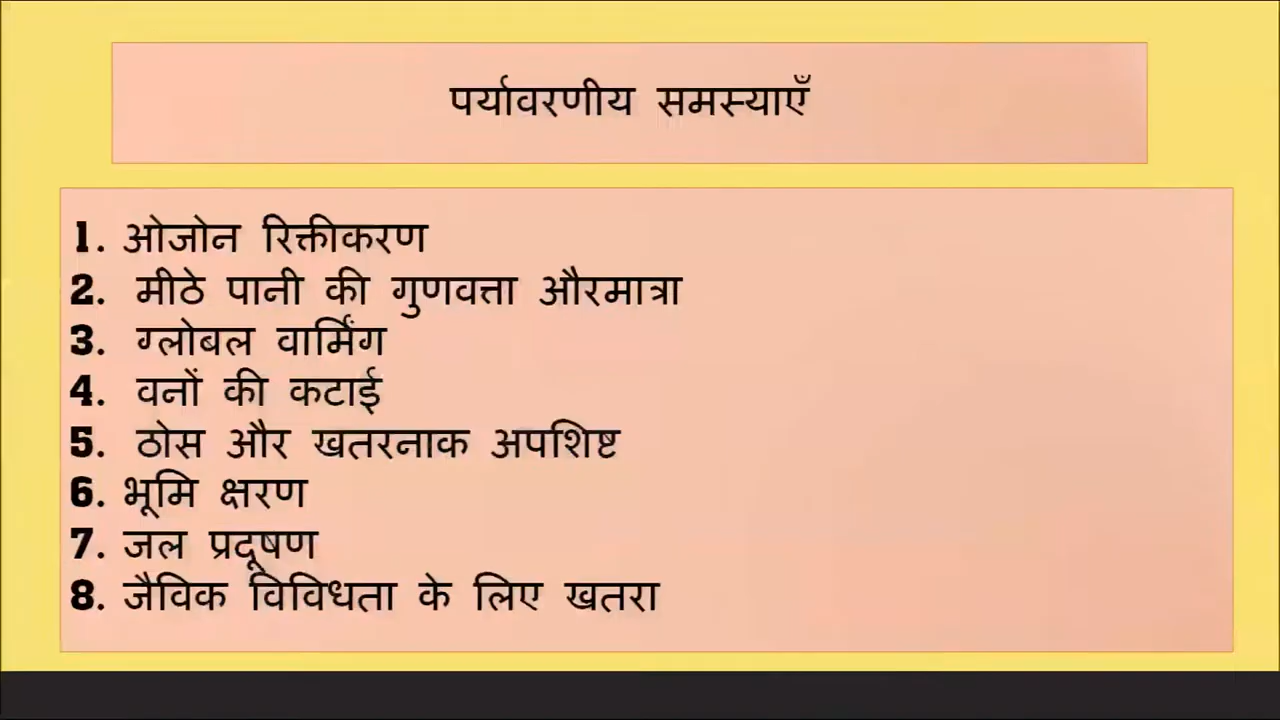 पर्यावरणीय समस्याएँ
1. ओजोन रिक्तीकरण
2. मीठे पानी की गुणवत्ता औरमात्रा
3. ग्लोबल वार्मिंग
4. वनों की कटाई
5. ठोस और खतरनाक अपशिष्ट
6. भूमि क्षरण
7. जल प्रदूषण
8. जैविक विविधता के लिए खतरा